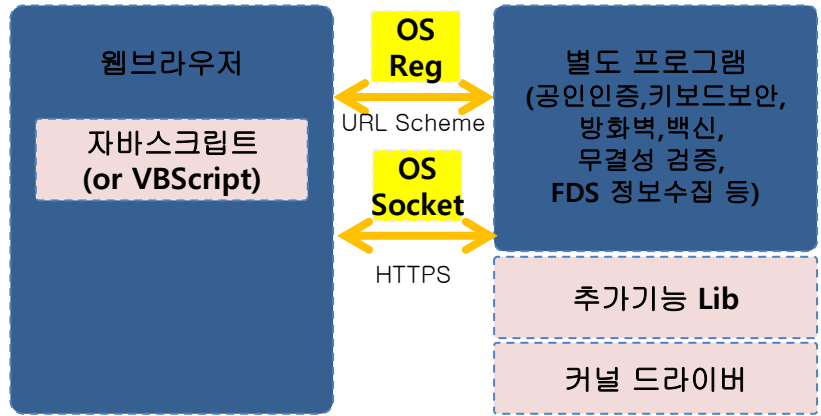 웹브라우저
자바스크립트
(or VBScript)
OS
Reg
URL Scheme
OS
Socket
HTTPS
별도 프로그램
(공인인증,키보드보안,
방화벽,백신,
무결성 검증,
FDS 정보수집 등)
추가기능 Lib
커널 드라이버